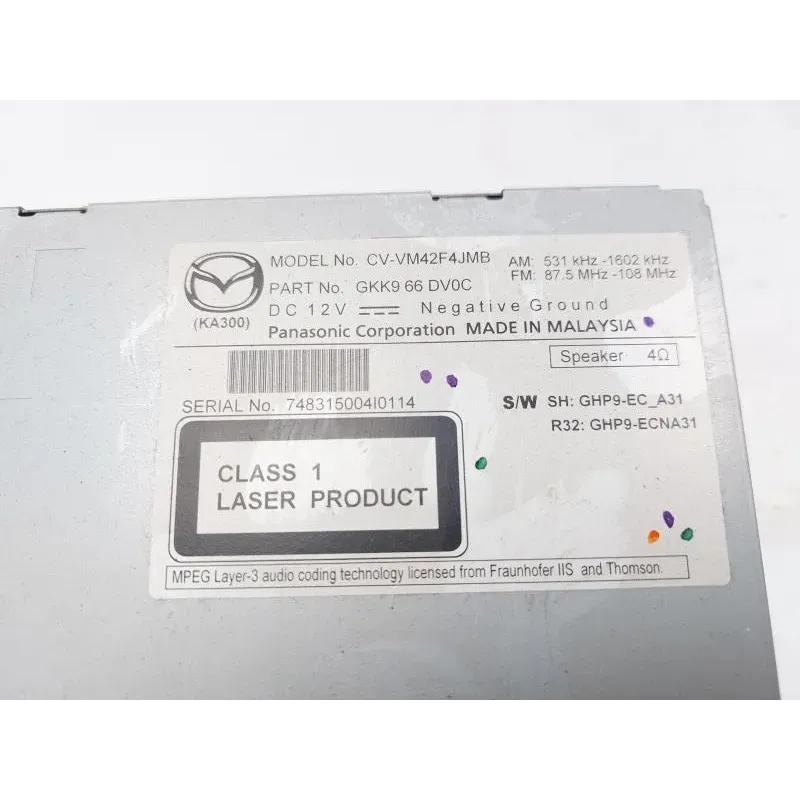 MODEL No. CV-VM42F4JMB
AM: 531 kHz -1602 kHz
FM: 87.5 MHz -108 MHz
PART No. GKK9 66 DV0C
(KA300)
DC 12V Negative Ground
Panasonic Corporation MADE IN MALAYSIA
Speaker 4Ω
SERIAL No. 748315004I0114
S/W SH: GHP9-EC_A31
R32: GHP9-ECNA31
CLASS 1
LASER PRODUCT
MPEG Layer-3 audio coding technology licensed from Fraunhofer IIS and Thomson.